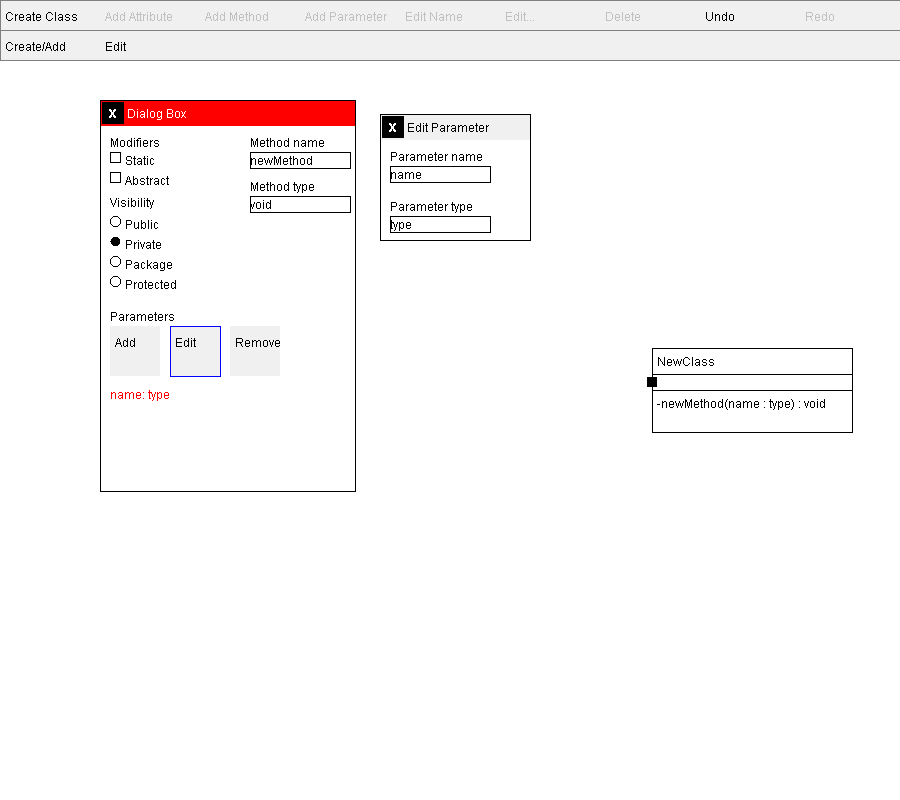 Create Class Add Attribute Add Method Add Parameter Edit Name Edit... Delete Undo Redo
Create/Add Edit
X Dialog Box
Modifiers
Static
Abstract
Visibility
Public
Private
Package
Protected
Method name
newMethod
Method type
void
Parameters
Add Edit Remove
name: type
X Edit Parameter
Parameter name
name
Parameter type
type
NewClass
-newMethod(name : type) : void